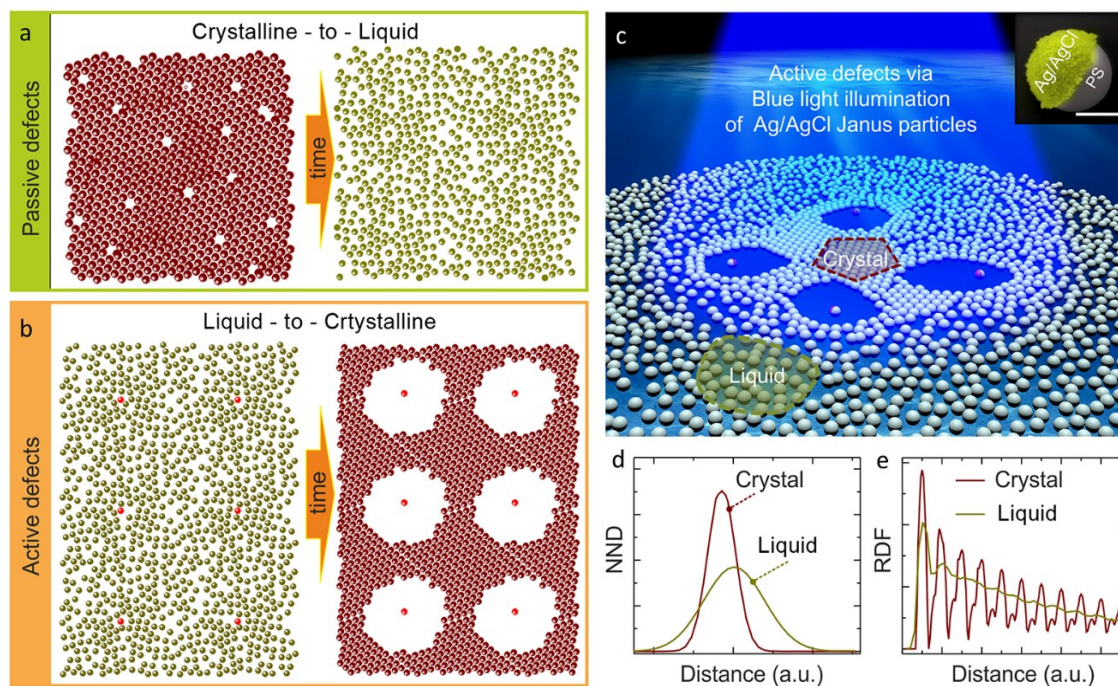 a
Passive defects
Crystalline - to - Liquid
time
b
Active defects
Liquid - to - Crtystalline
time
c
Active defects via
Blue light illumination
of Ag/AgCl Janus particles
Ag/AgCl
PS
Crystal
Liquid
d
NND
Crystal
Liquid
Distance (a.u.)
e
RDF
Crystal
Liquid
Distance (a.u.)